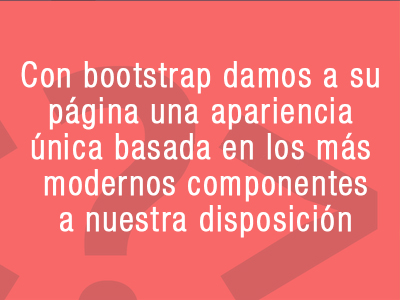 Con bootstrap damos a su
página una apariencia
única basada en los más
modernos componentes
a nuestra disposición